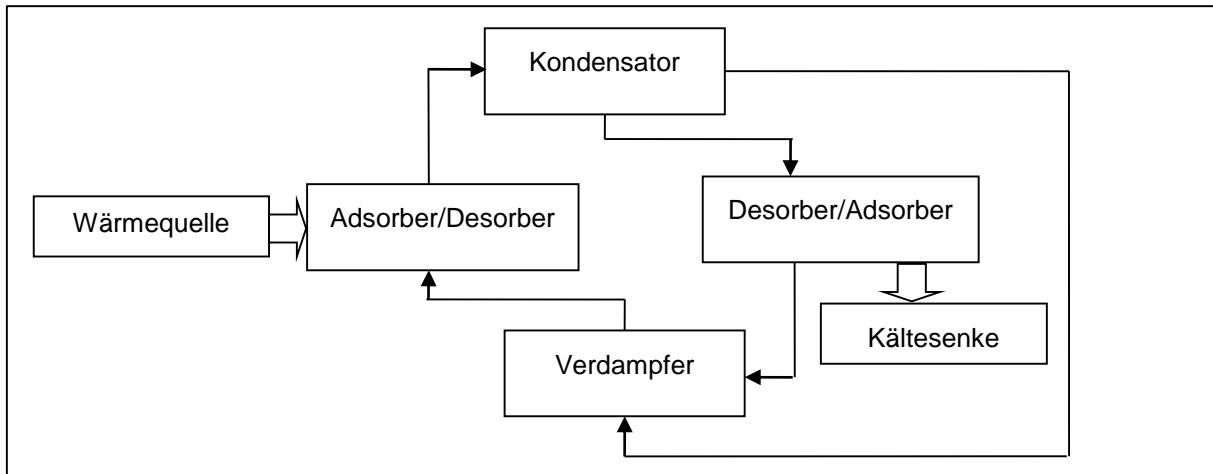 Kondensator
Wärmequelle
Adsorber/Desorber
Desorber/Adsorber
Verdampfer
Kältesenke